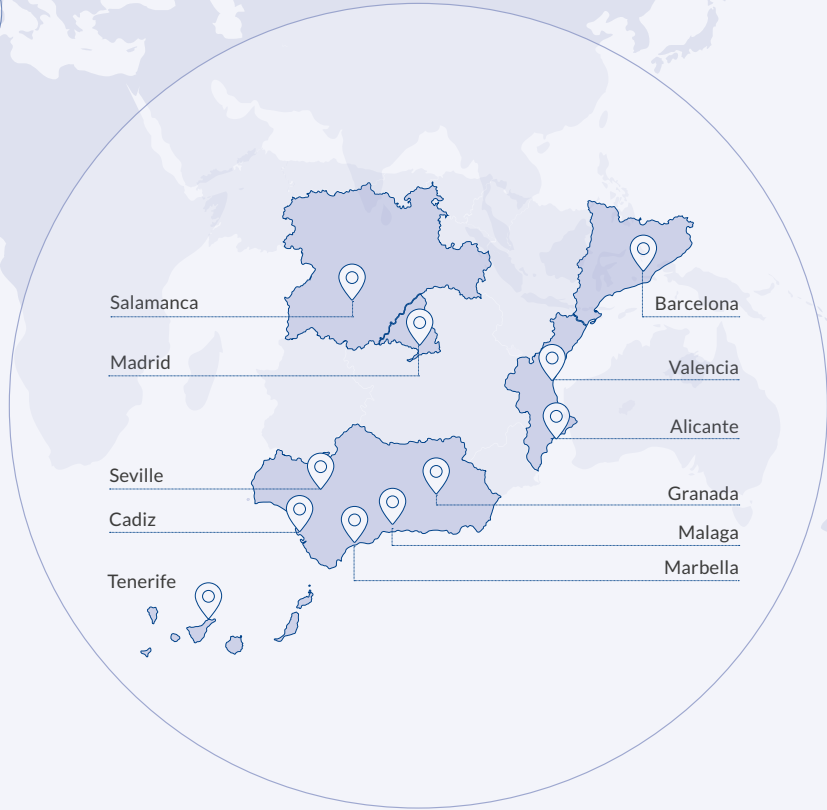 Salamanca
Barcelona
Madrid
Valencia
Alicante
Seville
Granada
Cadiz
Malaga
Marbella
Tenerife